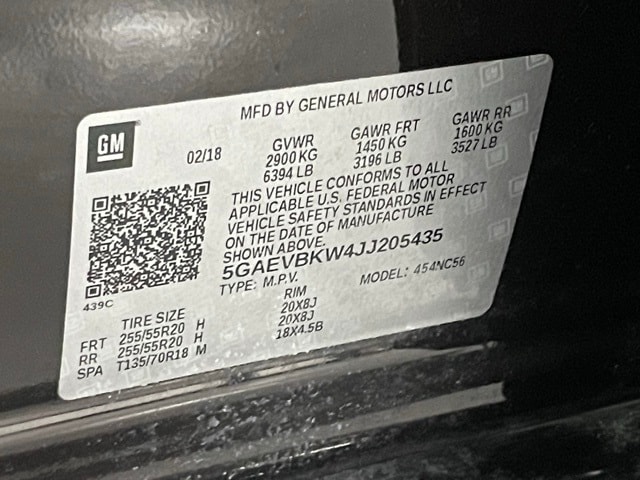 MFD BY GENERAL MOTORS LLC
GM
02/18
GVWR GAWR FRT GAWR RR
2900 KG 1450 KG 1600 KG
6394 LB 3196 LB 3527 LB
THIS VEHICLE CONFORMS TO ALL
APPLICABLE U.S. FEDERAL MOTOR
VEHICLE SAFETY STANDARDS IN EFFECT
ON THE DATE OF MANUFACTURE
SHOWN ABOVE.
5GAEVBKW4JJ205435
TYPE: M.P.V. MODEL: 454NC56
439C
TIRE SIZE RIM
FRT 255/55R20 H 20X8J
RR 255/55R20 H 20X8J
SPA T135/70R18 M 18X4.5B